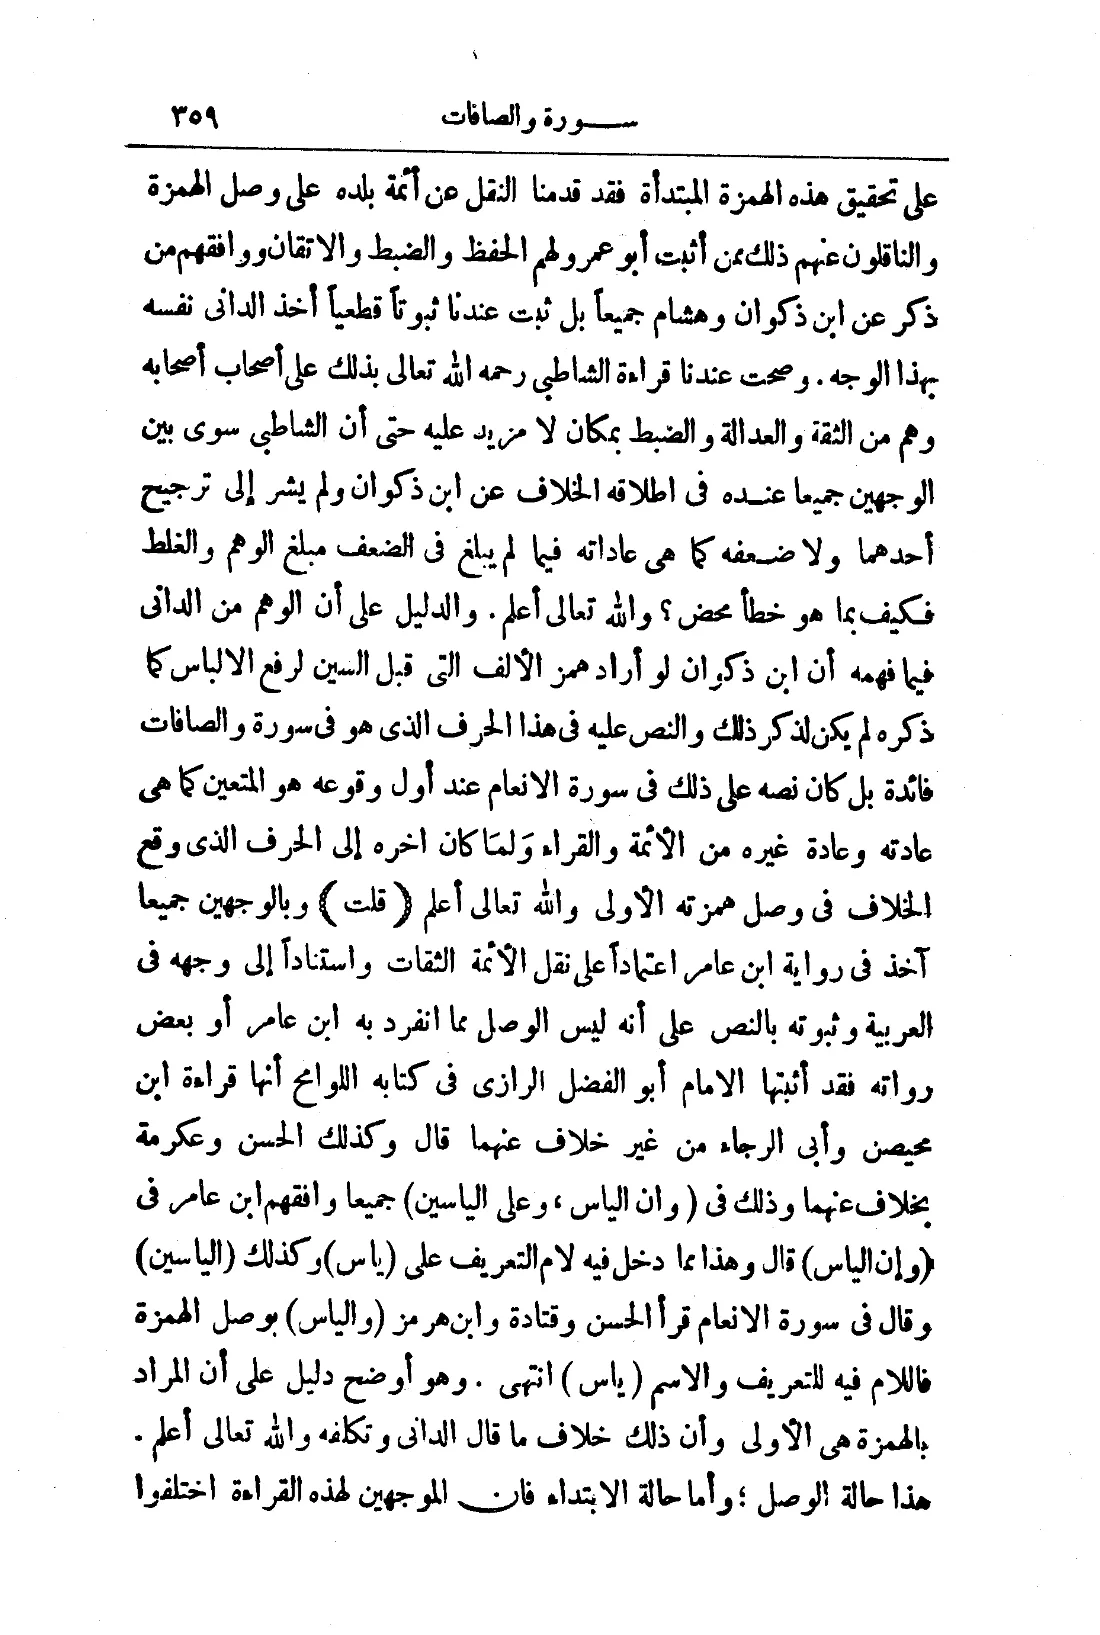 ســـورة والصافات ٣٥٩
على تحقيق هذه الهمزة المبتدأة فقد قدمنا النقل عن أئمة بلده على وصل الهمزة
والناقلون عنهم ذلك ممن أثبت أبو عمرو لهم الحفظ والضبط والاتقان ووافقهم من
ذكر عن ابن ذكوان وهشام جميعاً بل ثبت عندنا ثبوتاً قطعياً أخذ الدانى نفسه
بهذا الوجه . وصحت عندنا قراءة الشاطبي رحمه الله تعالى بذلك على أصحاب أصحابه
وهم من الثقة والعدالة والضبط بمكان لا مزيد عليه حتى أن الشاطبي سوى بين
الوجهين جميعا عنده فى اطلاقه الخلاف عن ابن ذكوان ولم يشر إلى ترجيح
أحدهما ولا ضعفه كما هى عاداته فيما لم يبلغ فى الضعف مبلغ الوهم والغلط
فكيف بما هو خطأ محض ؟ والله تعالى أعلم . والدليل على أن الوهم من الدانى
فيما فهمه أن ابن ذكوان لو أراد همز الألف التى قبل السين لرفع الالباس كما
ذكره لم يكن لذكر ذلك والنص عليه فى هذا الحرف الذى هو فى سورة والصافات
فائدة بل كان نصه على ذلك فى سورة الانعام عند أول وقوعه هو المتعين كما هى
عادته وعادة غيره من الأئمة والقراء وَلمَا كان اخره إلى الحرف الذى وقع
الخلاف فى وصل همزته الأولى والله تعالى أعلم ( قلت ) وبالوجهين جميعا
آخذ فى رواية ابن عامر اعتماداً على نقل الأئمة الثقات واستناداً إلى وجهه فى
العربية وثبوته بالنص على أنه ليس الوصل مما انفرد به ابن عامر أو بعض
رواته فقد أثبتها الامام أبو الفضل الرازى فى كتابه اللوامح أنها قراءة ابن
محيصن وأبى الرجاء من غير خلاف عنهما قال وكذلك الحسن وعكرمة
بخلاف عنهما وذلك فى ( وان الياس ، وعلى الياسين) جميعا وافقهم ابن عامر فى
(وإن الياس) قال وهذا مما دخل فيه لام التعريف على (ياس) وكذلك (الياسين)
وقال فى سورة الانعام قرأ الحسن وقتادة وابن هرمز (والياس) بوصل الهمزة
فاللام فيه للتعريف والاسم (ياس) انتهى . وهو أوضح دليل على أن المراد
بالهمزة هى الأولى وأن ذلك خلاف ما قال الدانى وتكلفه والله تعالى أعلم .
هذا حالة الوصل ؛ وأما حالة الابتداء فان الموجهين لهذه القراءة اختلفوا